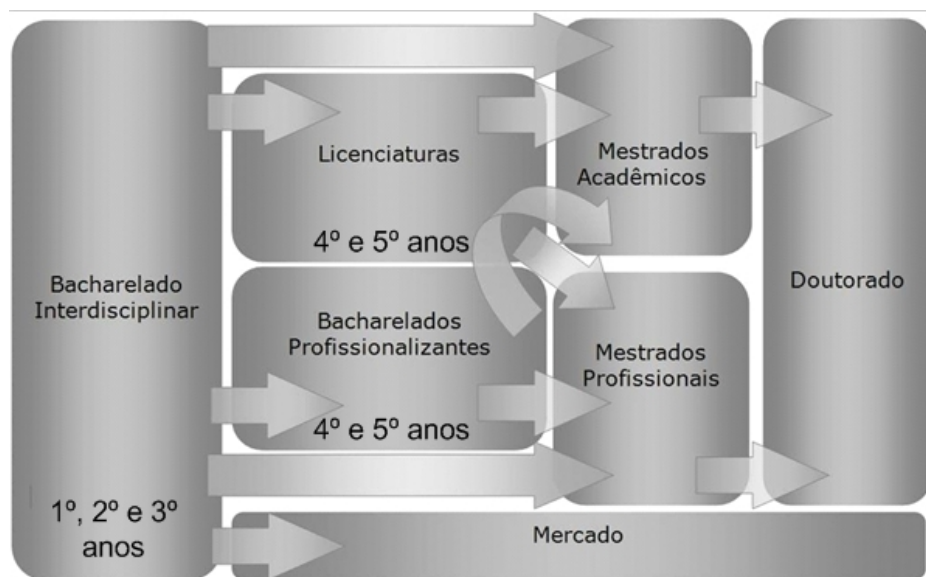 Bacharelado
Interdisciplinar
1º, 2º e 3º
anos
Licenciaturas
4º e 5º anos
Bacharelados
Profissionalizantes
4º e 5º anos
Mestrados
Acadêmicos
Mestrados
Profissionais
Doutorado
Mercado